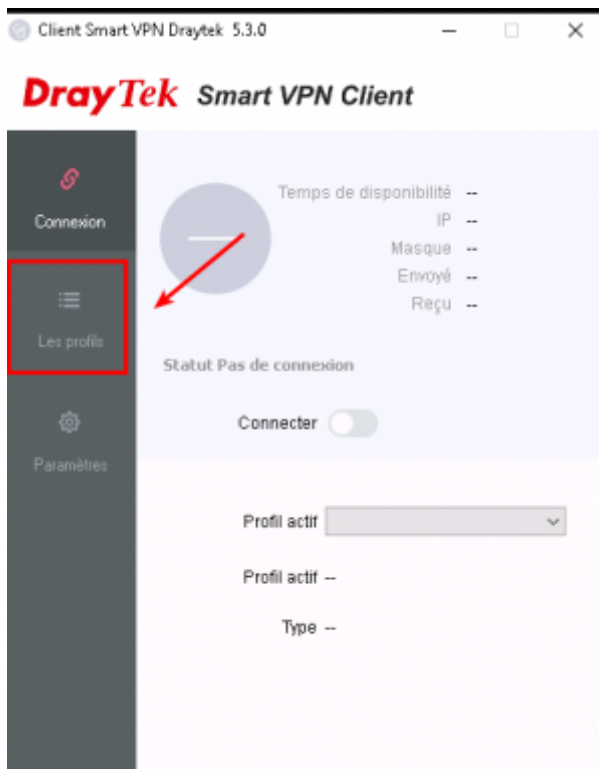 Client Smart VPN Draytek 5.3.0
DrayTek Smart VPN Client
Connexion
Les profils
Paramètres
Temps de disponibilité --
IP --
Masque --
Envoyé --
Reçu --
Statut Pas de connexion
Connecter
Profil actif
Profil actif --
Type --